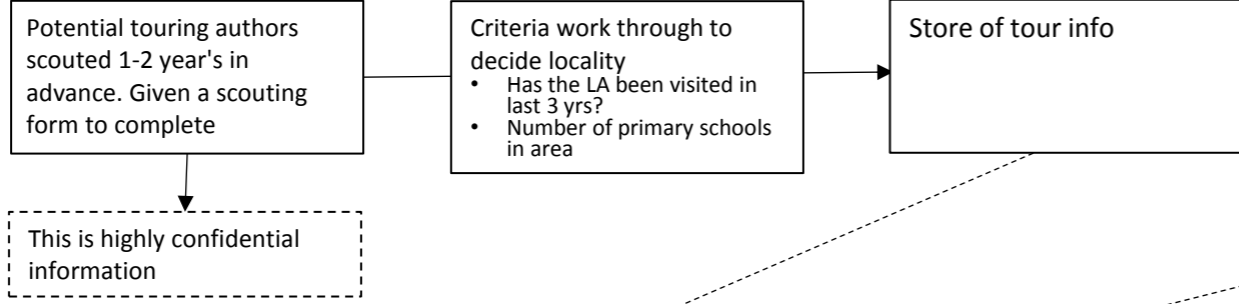 Potential touring authors
scouted 1-2 year's in
advance. Given a scouting
form to complete
Criteria work through to
decide locality
• Has the LA been visited in
last 3 yrs?
• Number of primary schools
in area
Store of tour info
This is highly confidential
information